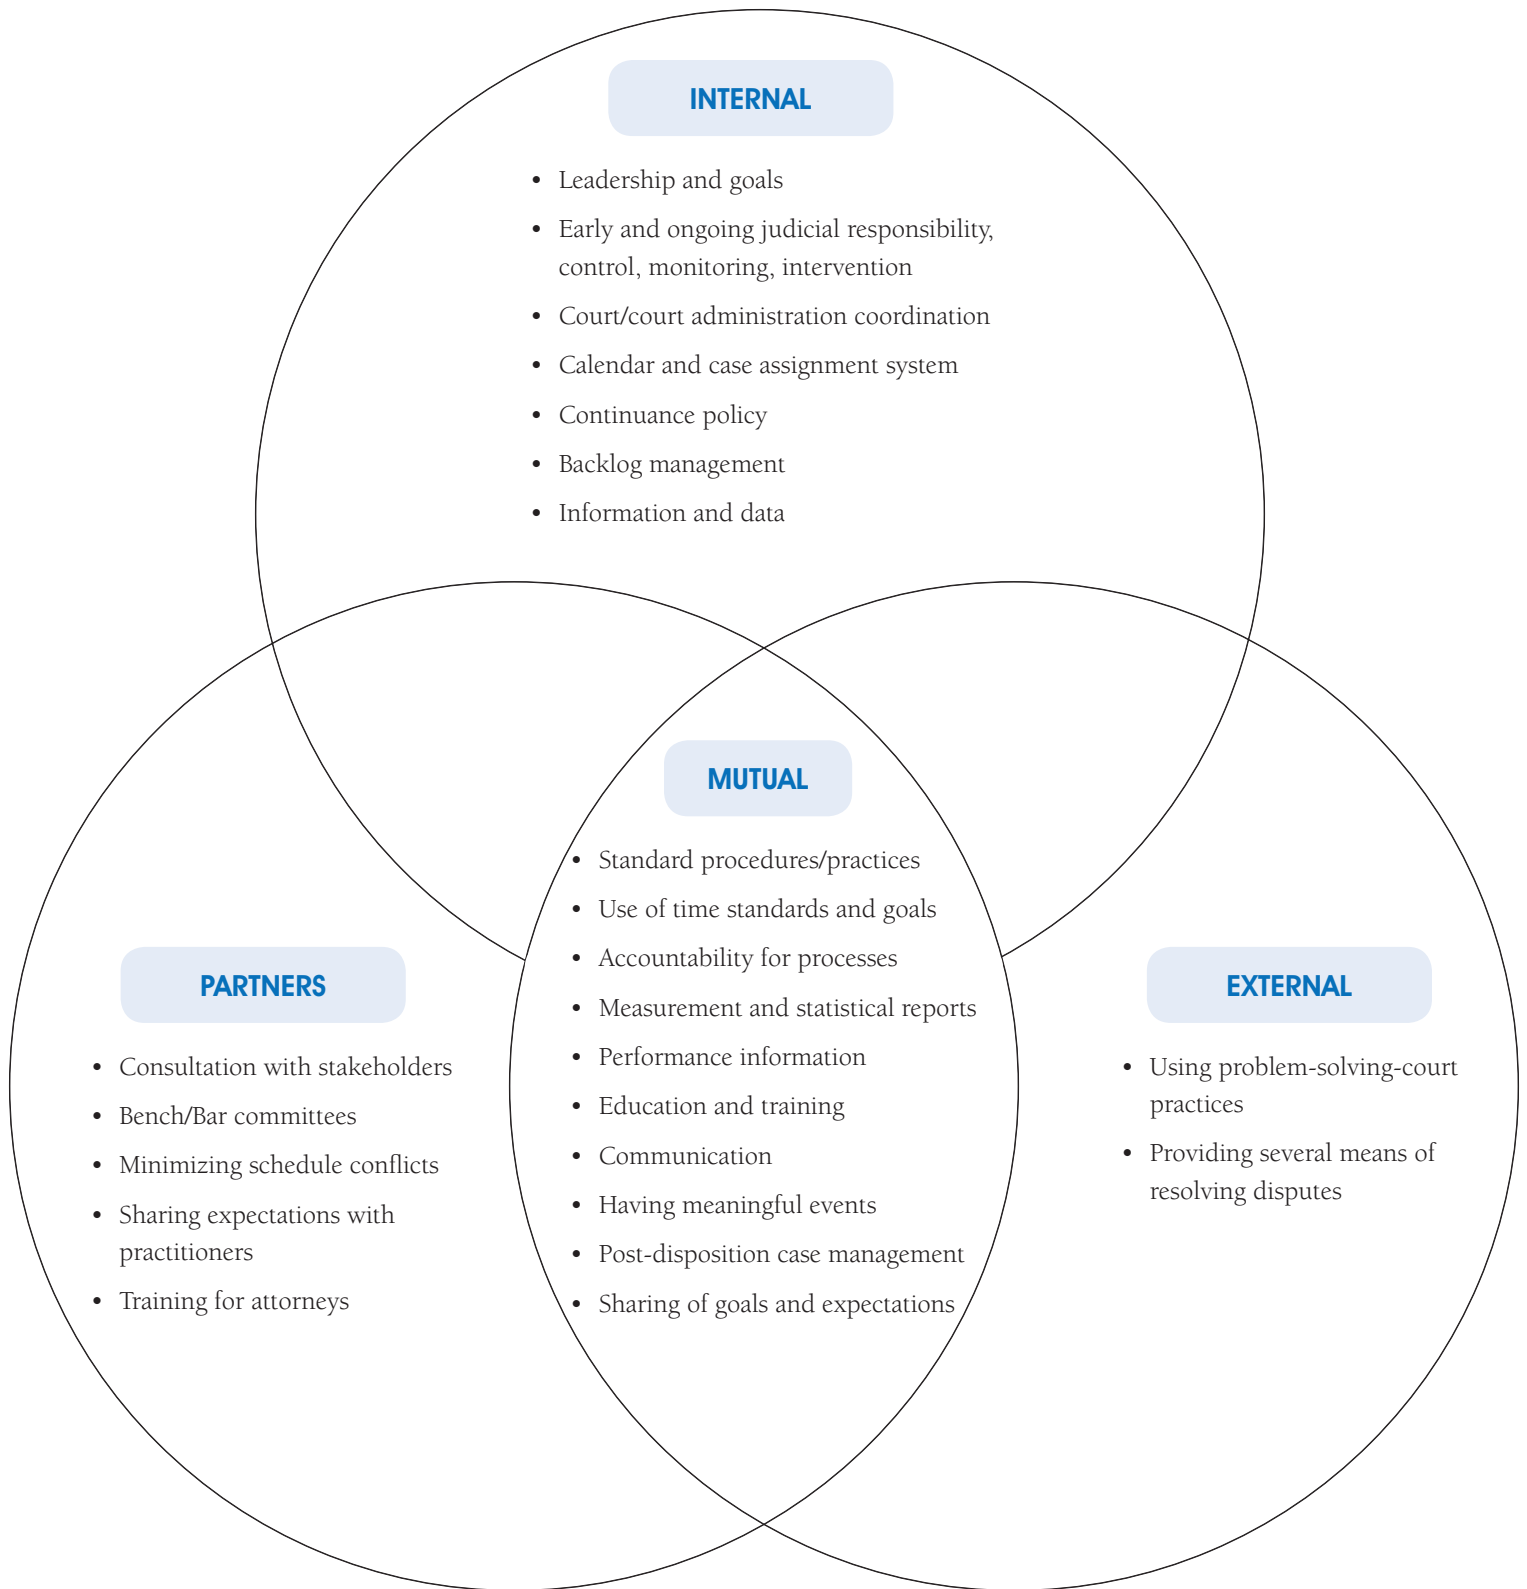 INTERNAL
• Leadership and goals
• Early and ongoing judicial responsibility,
control, monitoring, intervention
• Court/court administration coordination
• Calendar and case assignment system
• Continuance policy
• Backlog management
• Information and data
MUTUAL
• Standard procedures/practices
• Use of time standards and goals
• Accountability for processes
• Measurement and statistical reports
• Performance information
• Education and training
• Communication
• Having meaningful events
• Post-disposition case management
• Sharing of goals and expectations
PARTNERS
• Consultation with stakeholders
• Bench/Bar committees
• Minimizing schedule conflicts
• Sharing expectations with
practitioners
• Training for attorneys
EXTERNAL
• Using problem-solving-court
practices
• Providing several means of
resolving disputes